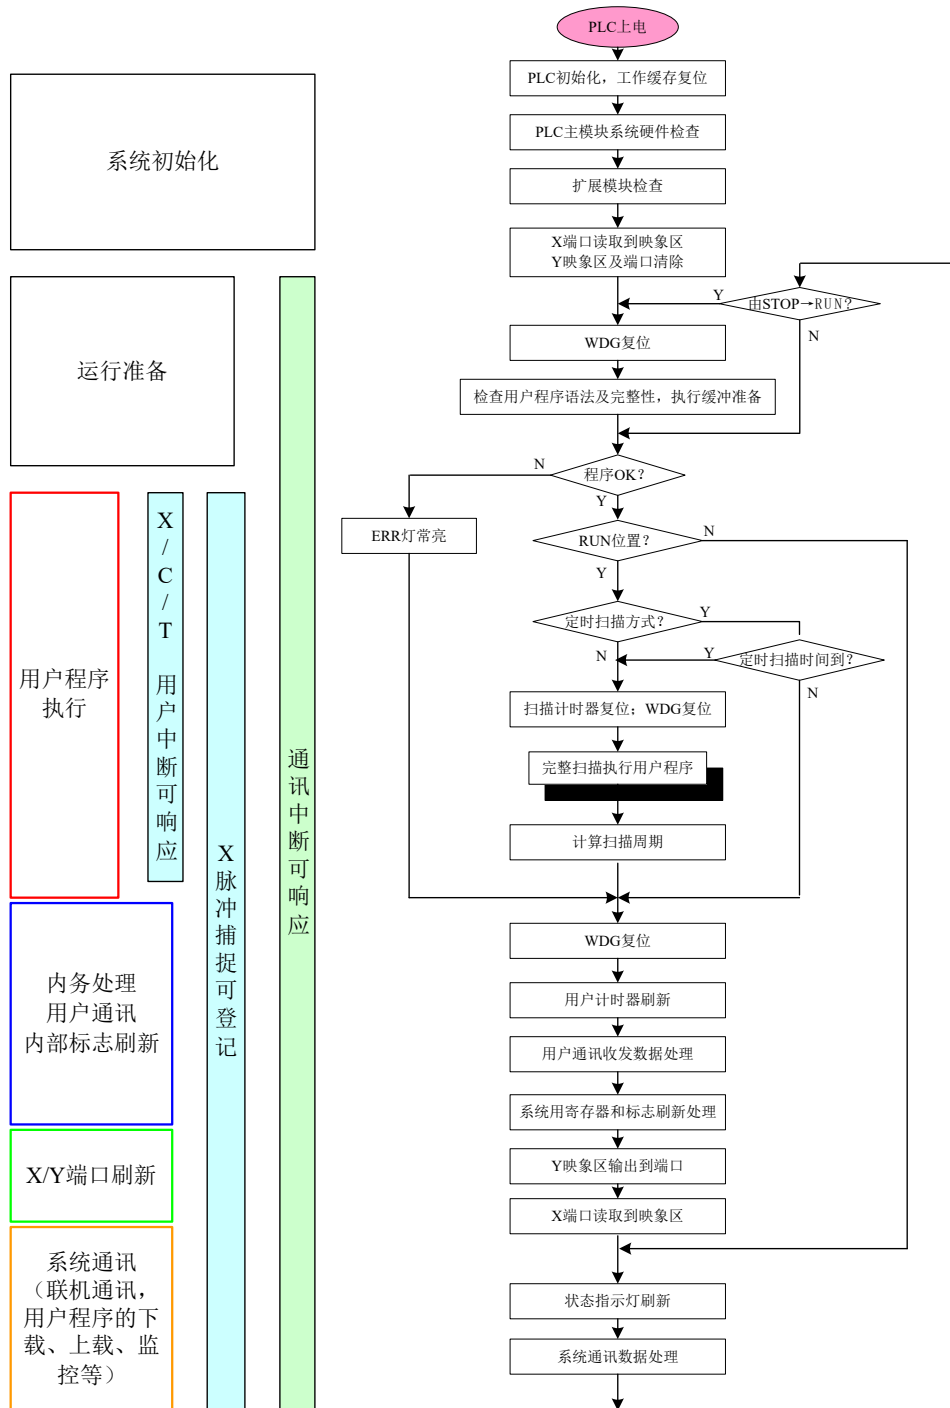 PLC上电
PLC初始化，工作缓存复位
PLC主模块系统硬件检查
扩展模块检查
X端口读取到映象区
Y映象区及端口清除
由STOP→RUN？
Y
N
WDG复位
检查用户程序语法及完整性，执行缓冲准备
程序OK？
N
Y
ERR灯常亮
RUN位置？
N
Y
定时扫描方式？
Y
N
定时扫描时间到？
Y
N
扫描计时器复位；WDG复位
完整扫描执行用户程序
计算扫描周期
WDG复位
用户计时器刷新
用户通讯收发数据处理
系统用寄存器和标志刷新处理
Y映象区输出到端口
X端口读取到映象区
状态指示灯刷新
系统通讯数据处理
系统初始化
运行准备
用户程序
执行
X/C/T 用户中断可响应
X脉冲捕捉可登记
通讯中断可响应
内务处理
用户通讯
内部标志刷新
X/Y端口刷新
系统通讯
（联机通讯，
用户程序的下
载、上载、监
控等）